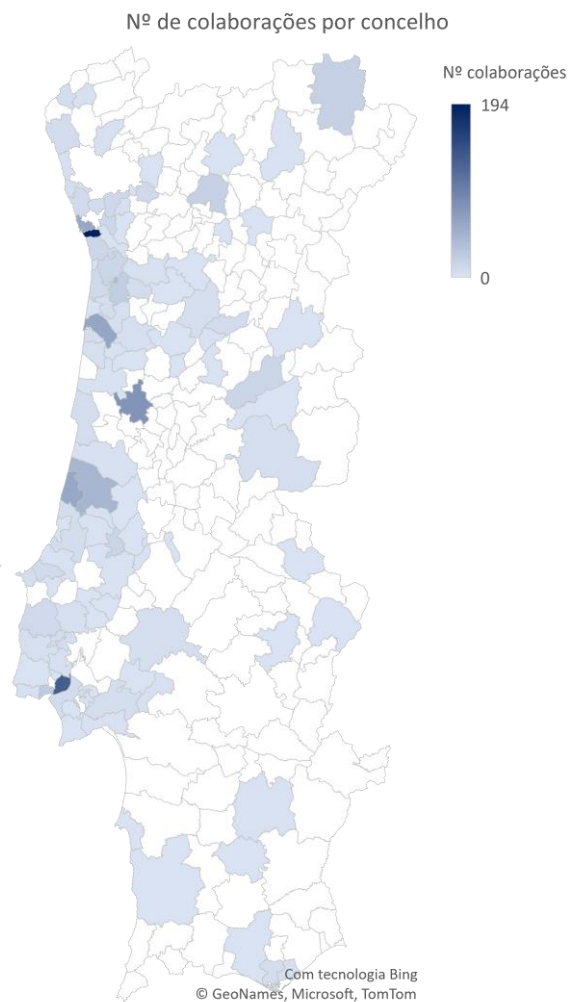 Nº de colaborações por concelho
Nº colaborações
194
0
Com tecnologia Bing
© GeoNames, Microsoft, TomTom